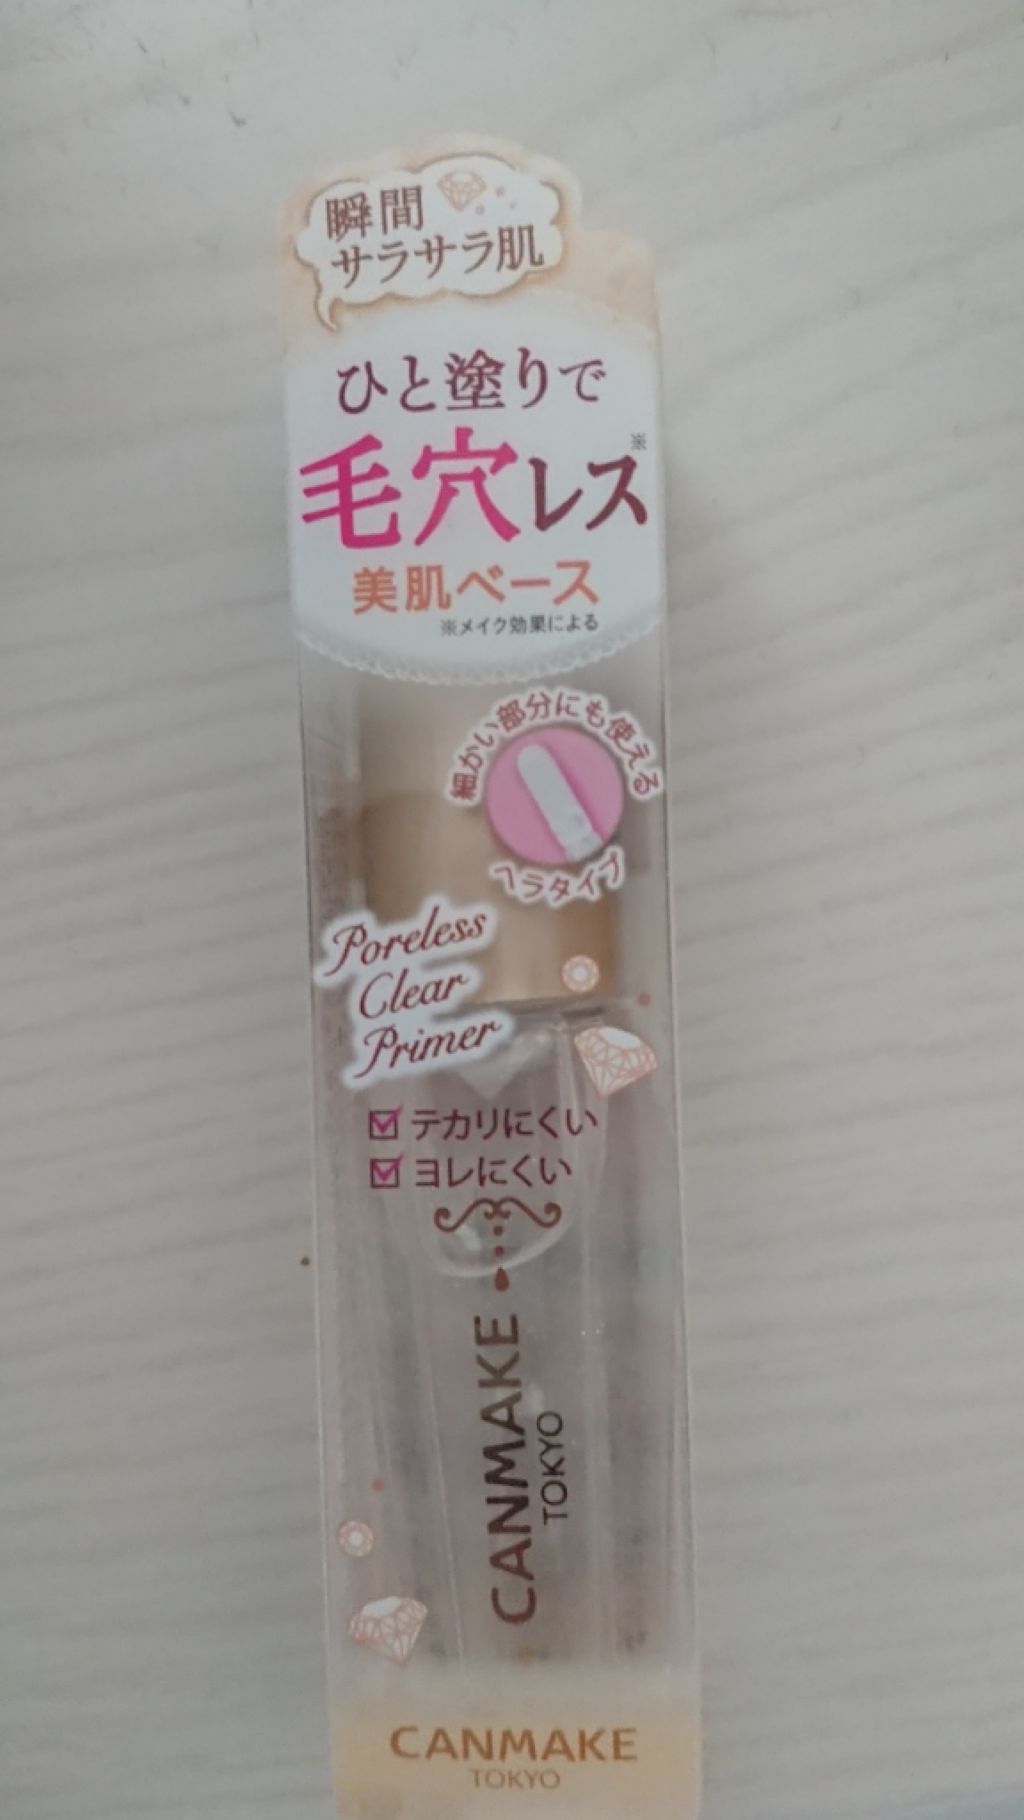 瞬間
サラサラ肌
ひと塗りで
毛穴レス※
美肌ベース
※メイク効果による
細かい部分にも使える
ヘラタイプ
Poreless
Clear
Primer
テカリにくい
ヨレにくい
CANMAKE
TOKYO
CANMAKE
TOKYO